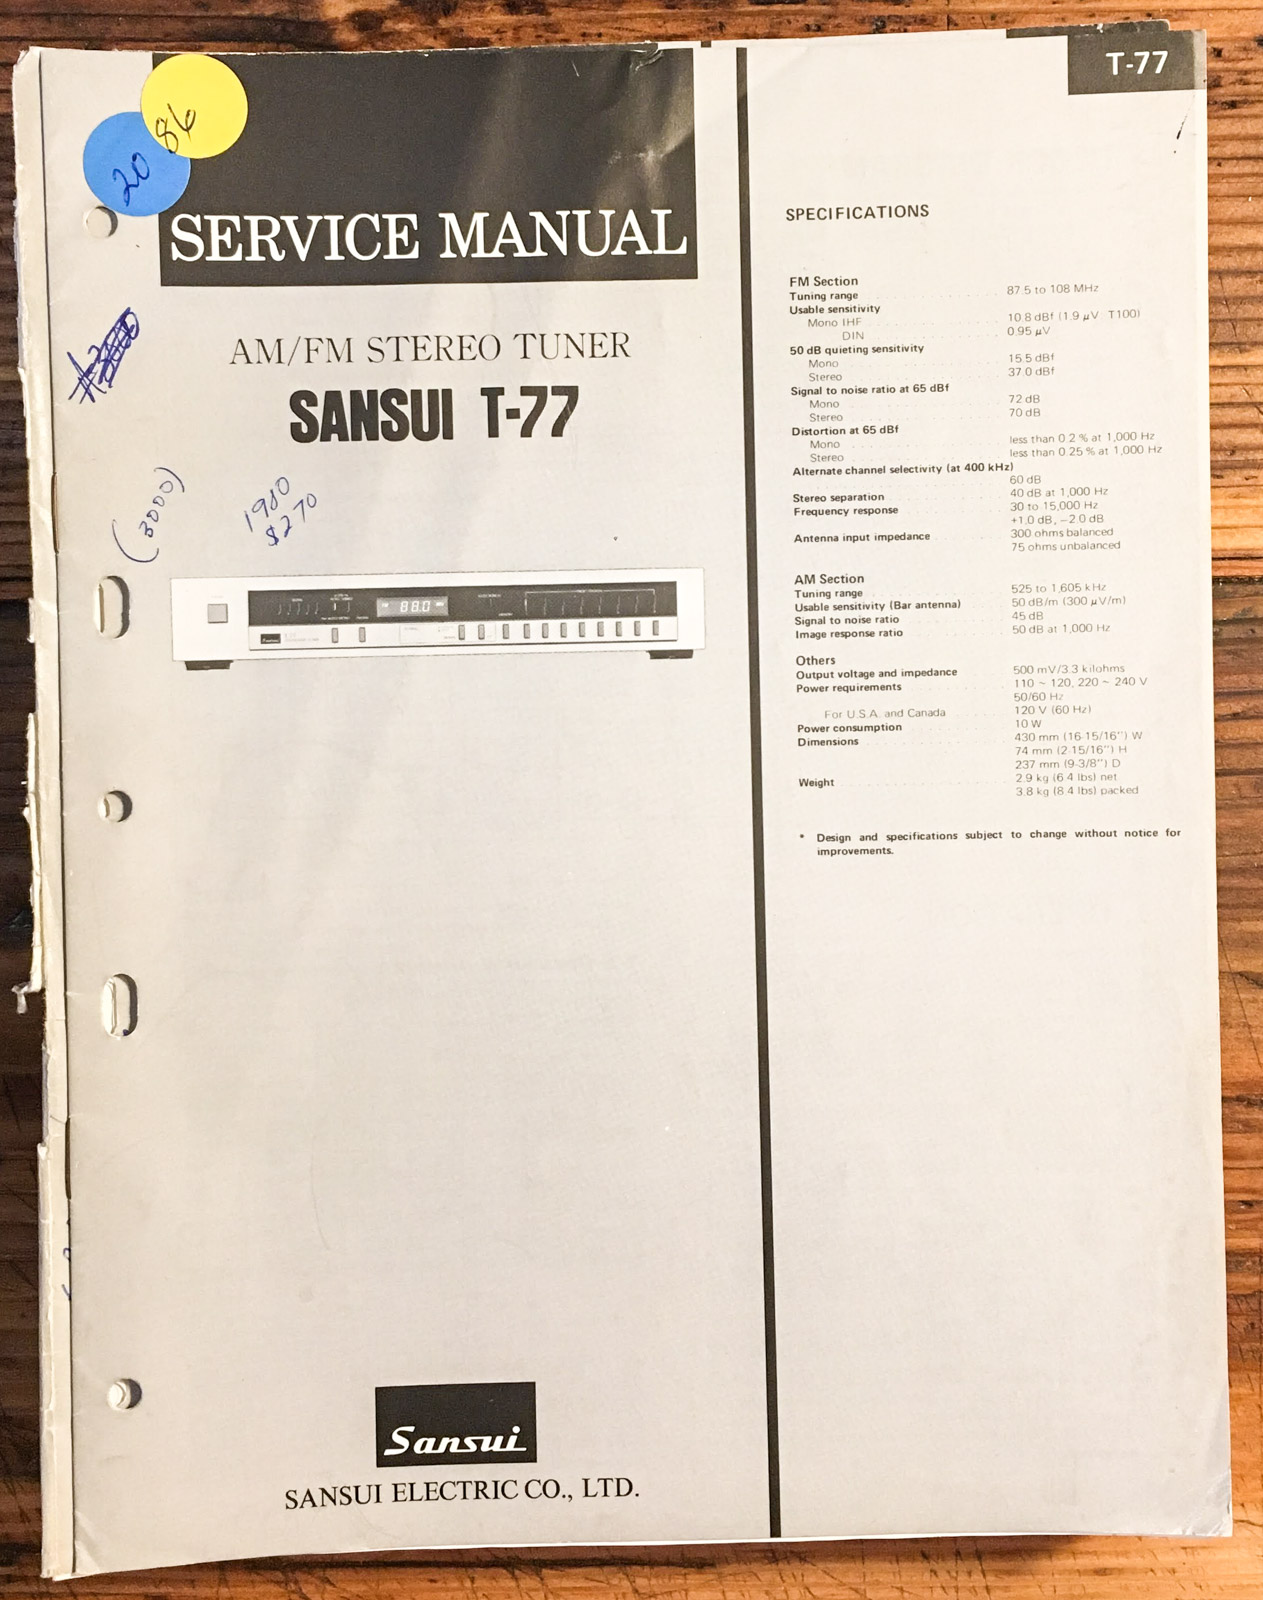 T-77
86
20
SERVICE MANUAL
AM/FM STEREO TUNER
SANSUI T-77
(3000)
1980
$270
88.0
Sansui
SANSUI ELECTRIC CO., LTD.
SPECIFICATIONS
FM Section
Tuning range 87.5 to 108 MHz
Usable sensitivity
Mono IHF 10.8 dBf (1.9 µV T100)
DIN 0.95 µV
50 dB quieting sensitivity
Mono 15.5 dBf
Stereo 37.0 dBf
Signal to noise ratio at 65 dBf
Mono 72 dB
Stereo 70 dB
Distortion at 65 dBf
Mono less than 0.2 % at 1,000 Hz
Stereo less than 0.25 % at 1,000 Hz
Alternate channel selectivity (at 400 kHz)
60 dB
Stereo separation 40 dB at 1,000 Hz
Frequency response 30 to 15,000 Hz
+1.0 dB, −2.0 dB
Antenna input impedance 300 ohms balanced
75 ohms unbalanced
AM Section
Tuning range 525 to 1,605 kHz
Usable sensitivity (Bar antenna) 50 dB/m (300 µV/m)
Signal to noise ratio 45 dB
Image response ratio 50 dB at 1,000 Hz
Others
Output voltage and impedance 500 mV/3.3 kilohms
Power requirements 110 ~ 120, 220 ~ 240 V
50/60 Hz
For U.S.A. and Canada 120 V (60 Hz)
Power consumption 10 W
Dimensions 430 mm (16-15/16") W
74 mm (2-15/16") H
237 mm (9-3/8") D
Weight 2.9 kg (6.4 lbs) net
3.8 kg (8.4 lbs) packed
* Design and specifications subject to change without notice for
improvements.